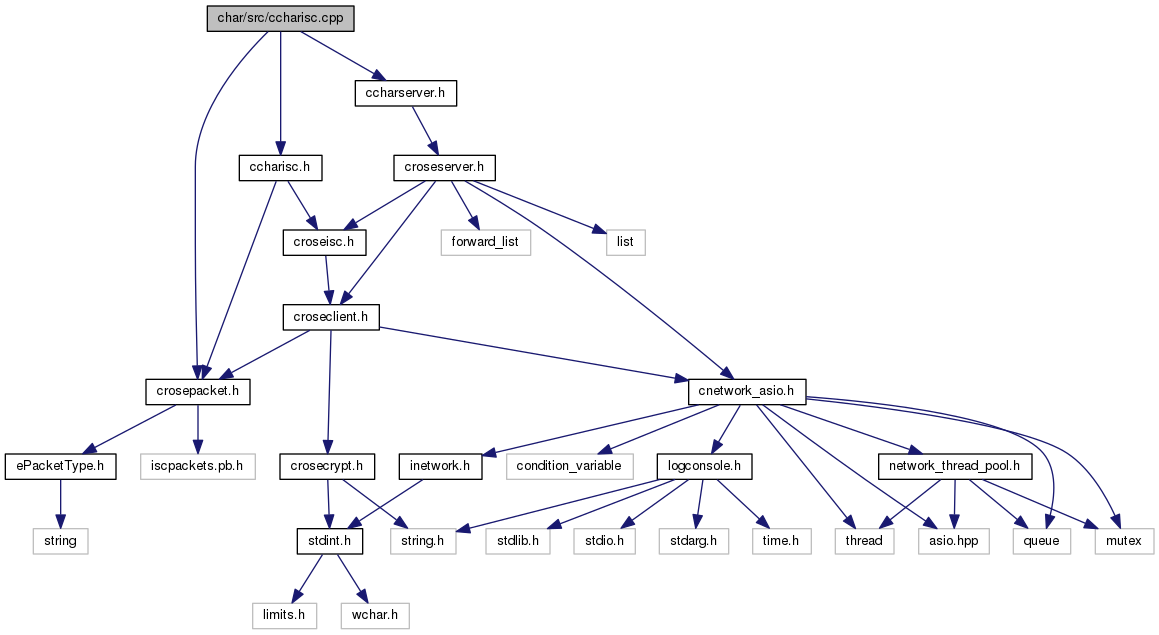 char/src/ccharisc.cpp
ccharserver.h
ccharisc.h
croseserver.h
croseisc.h
forward_list
list
croseclient.h
crosepacket.h
cnetwork_asio.h
ePacketType.h
iscpackets.pb.h
crosecrypt.h
inetwork.h
condition_variable
logconsole.h
network_thread_pool.h
string
stdint.h
string.h
stdlib.h
stdio.h
stdarg.h
time.h
thread
asio.hpp
queue
mutex
limits.h
wchar.h